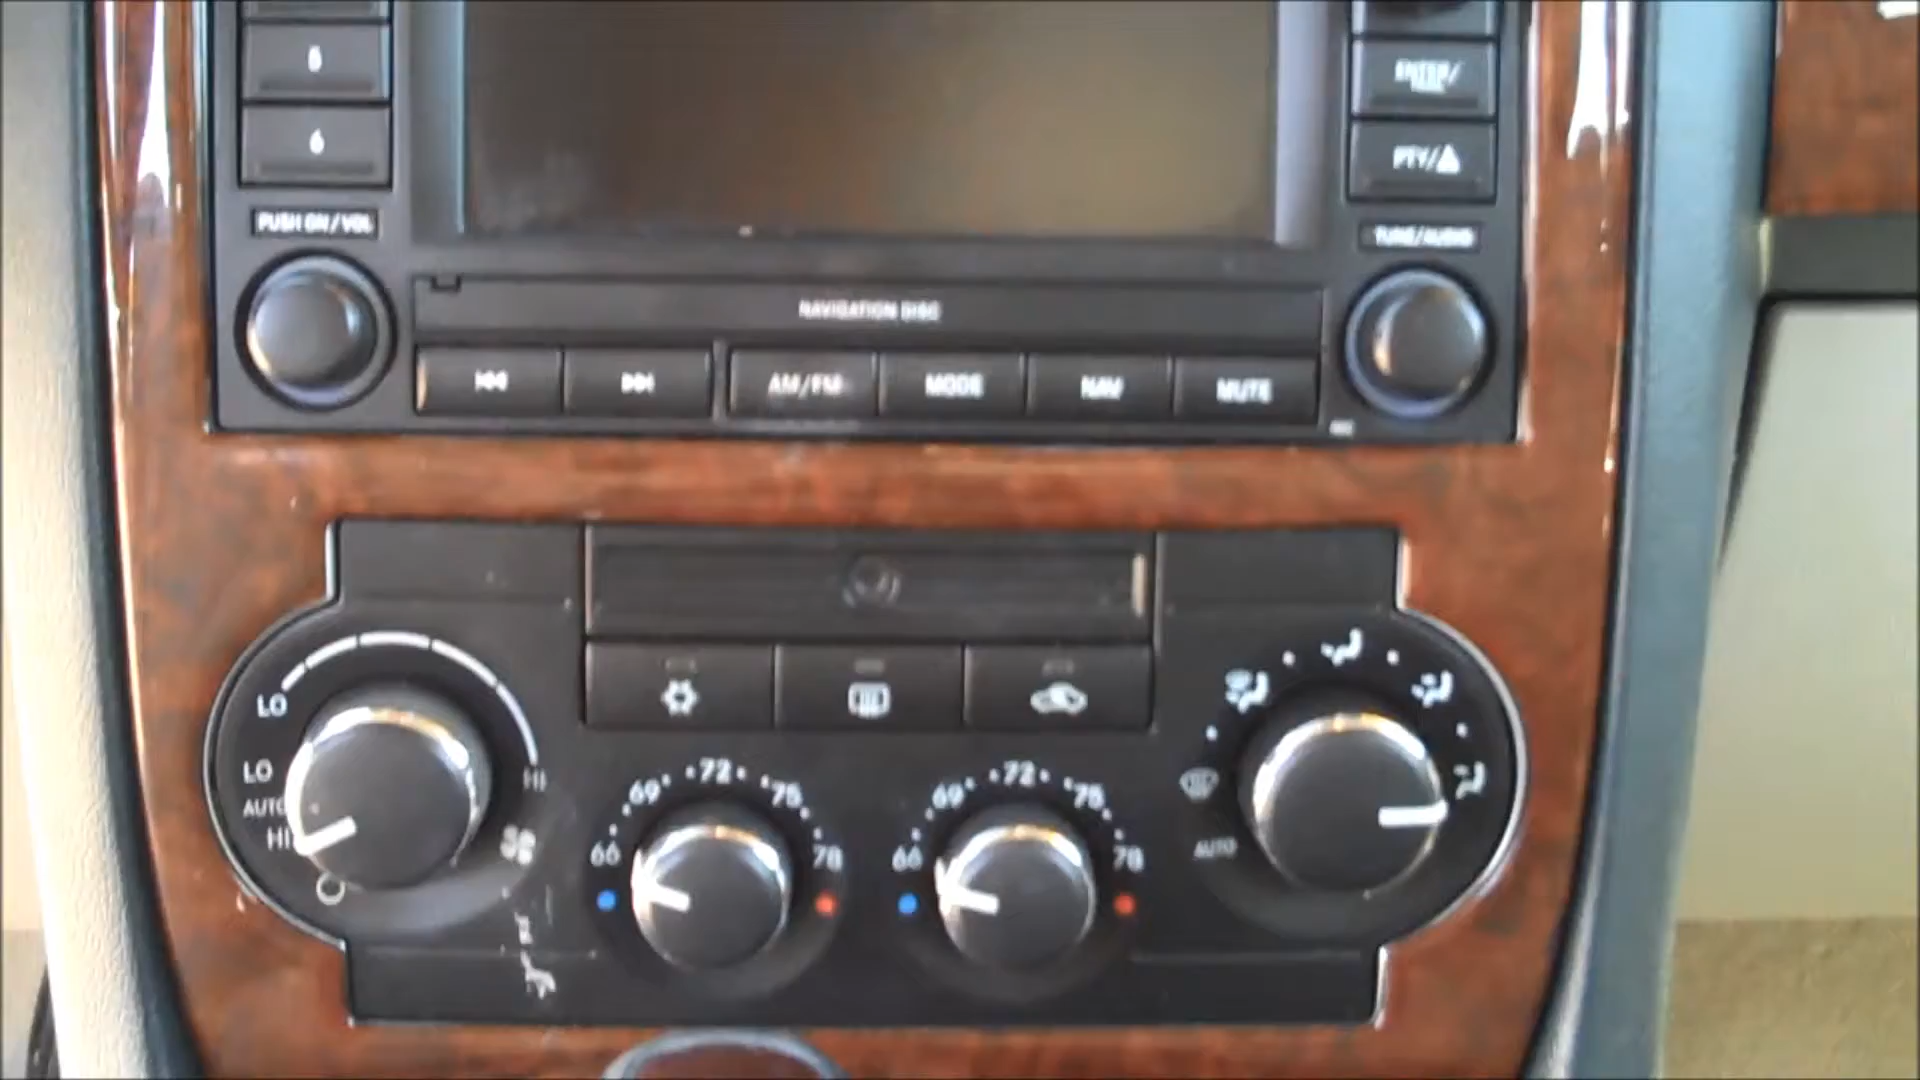 5
ENTER/
6
PTY/
PUSH ON/VOL
TUNE/AUDIO
NAVIGATION DISC
AM/FM MODE NAV MUTE
LO
LO HI
AUTO
HI
66 69 72 75 78
66 69 72 75 78
AUTO